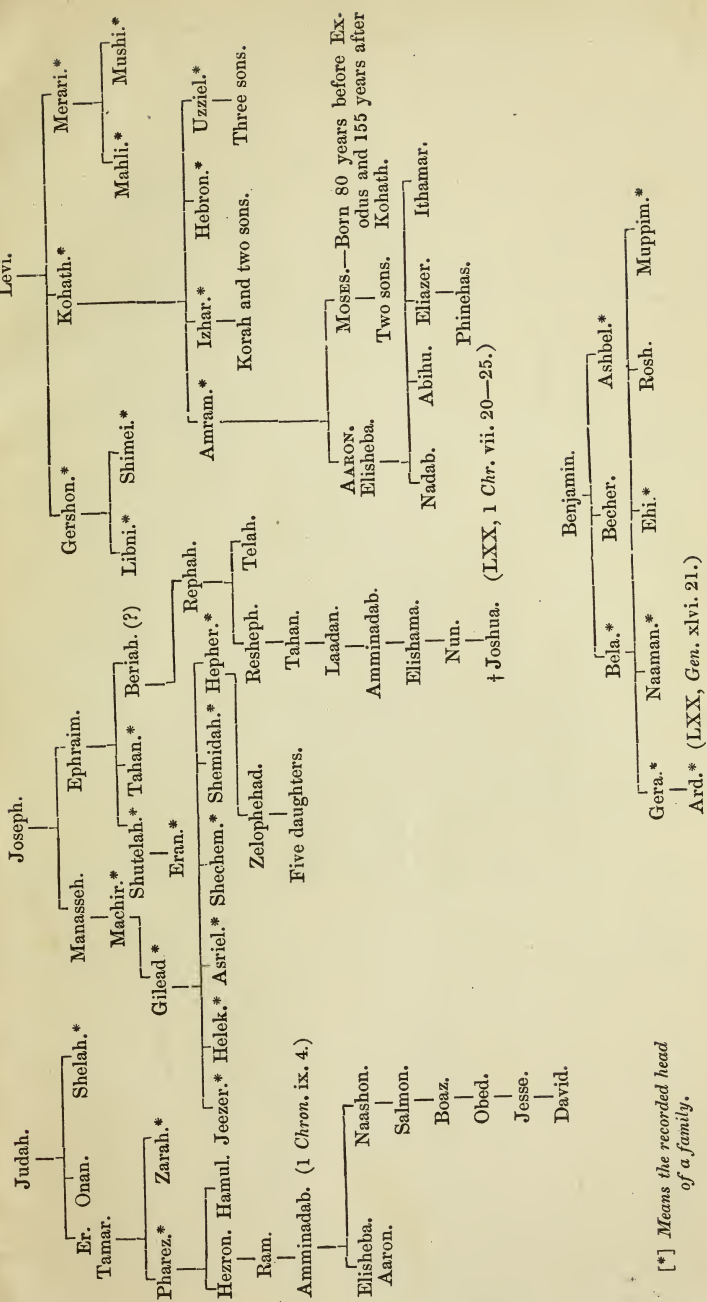 Judah.
Er. Onan. Shelah.*
Tamar.
Pharez.* Zarah.*
Hezron. Hamul.
Ram.
Amminadab. (1 Chron. ix. 4.)
Elisheba. Naashon.
Aaron.
Salmon.
Boaz.
Obed.
Jesse.
David.
Joseph.
Manasseh. Ephraim.
Machir.*
Shutelah.* Tahan.* Beriah. (?)
Eran.*
Gilead.*
Rephah.
Jeezer.* Helek.* Asriel.* Shechem.* Shemidah.* Hepher.*
Zelophehad.
Five daughters.
Resheph. Telah.
Tahan.
Laadan.
Amminadab.
Elishama.
Nun.
† Joshua. (LXX, 1 Chr. vii. 20—25.)
Levi.
Gershon.* Kohath.* Merari.*
Libni.* Shimei.* Mahli.* Mushi.*
Amram.* Izhar.* Hebron.* Uzziel.*
Korah and two sons. Three sons.
AARON. MOSES.—Born 80 years before Ex-
Elisheba. odus and 155 years after
Two sons. Kohath.
Nadab. Abihu. Eliazer. Ithamar.
Phinehas.
Benjamin.
Bela.* Becher. Ashbel.*
Gera.* Naaman.* Ehi.* Rosh. Muppim.*
Ard.* (LXX, Gen. xlvi. 21.)
[*] Means the recorded head
of a family.